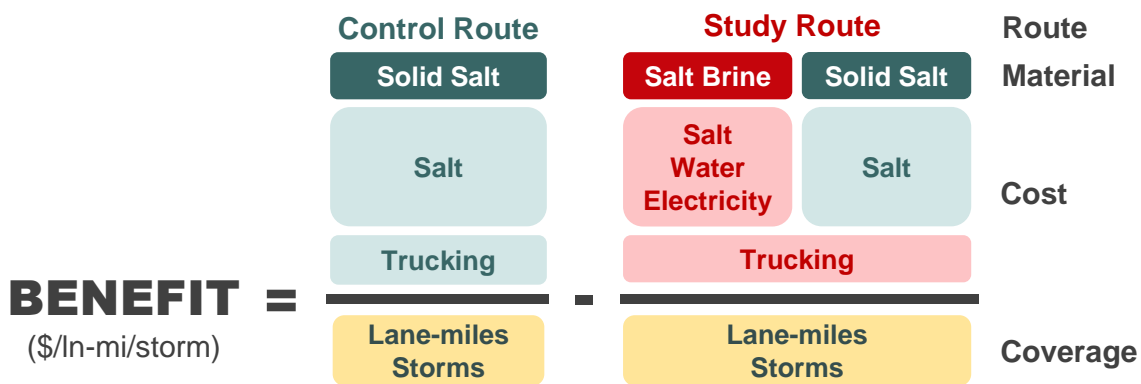 Control Route Study Route Route
Solid Salt Salt Brine Solid Salt Material
Salt
Water
Electricity
Salt Salt
Cost
Trucking Trucking
BENEFIT = -
($/ln-mi/storm)
Lane-miles Lane-miles
Storms Storms
Coverage